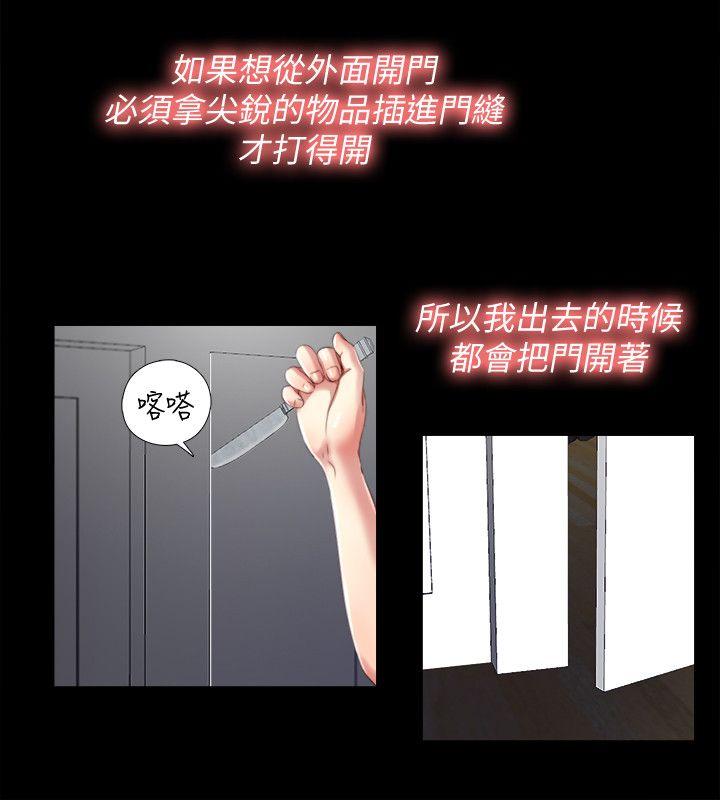 如果想從外面開門
必須拿尖銳的物品插進門縫
才打得開
所以我出去的時候
都會把門開著
喀嗒